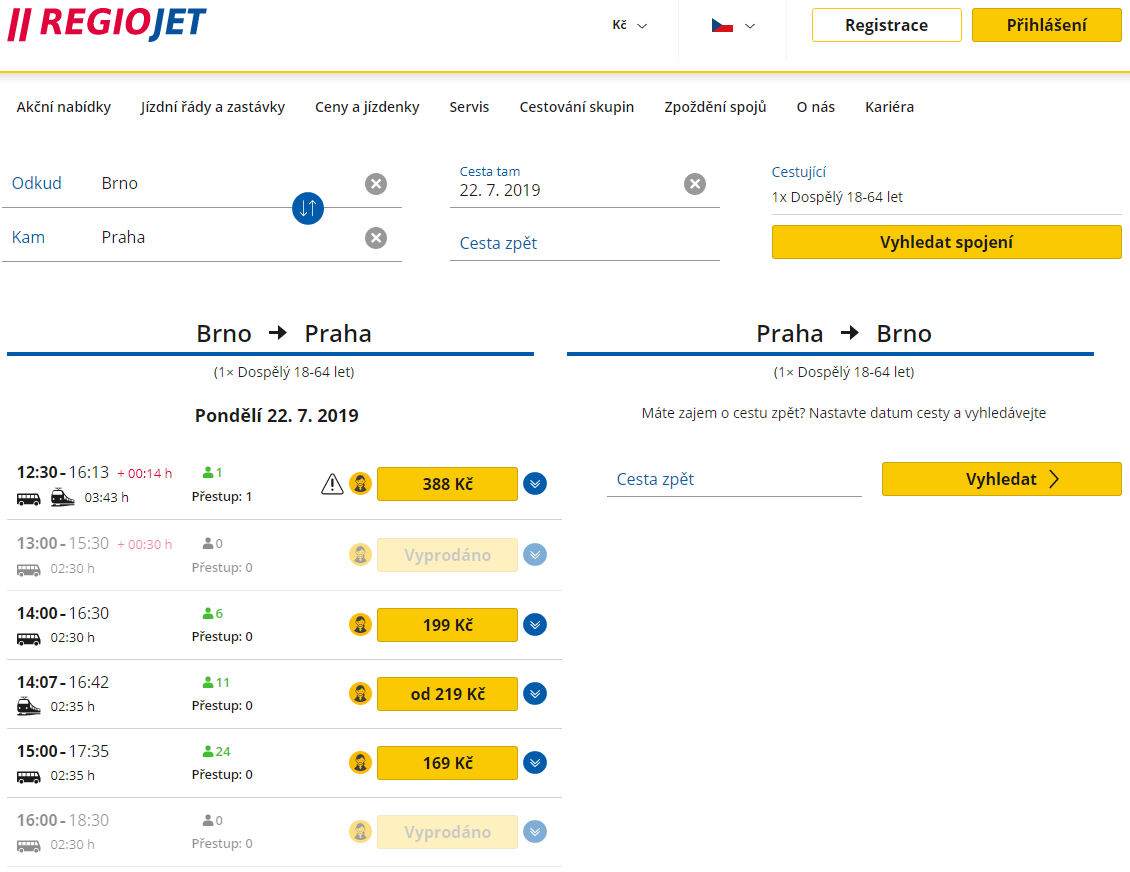 REGIOJET
Kč
Registrace
Přihlášení
Akční nabídky Jízdní řády a zastávky Ceny a jízdenky Servis Cestování skupin Zpoždění spojů O nás Kariéra
Odkud Brno
Kam Praha
Cesta tam
22. 7. 2019
Cesta zpět
Cestující
1x Dospělý 18-64 let
Vyhledat spojení
Brno → Praha
(1× Dospělý 18-64 let)
Pondělí 22. 7. 2019
12:30 - 16:13 + 00:14 h 1
03:43 h Přestup: 1
388 Kč
13:00 - 15:30 + 00:30 h 0
02:30 h Přestup: 0
Vyprodáno
14:00 - 16:30 6
02:30 h Přestup: 0
199 Kč
14:07 - 16:42 11
02:35 h Přestup: 0
od 219 Kč
15:00 - 17:35 24
02:35 h Přestup: 0
169 Kč
16:00 - 18:30 0
02:30 h Přestup: 0
Vyprodáno
Praha → Brno
(1× Dospělý 18-64 let)
Máte zajem o cestu zpět? Nastavte datum cesty a vyhledávejte
Cesta zpět
Vyhledat